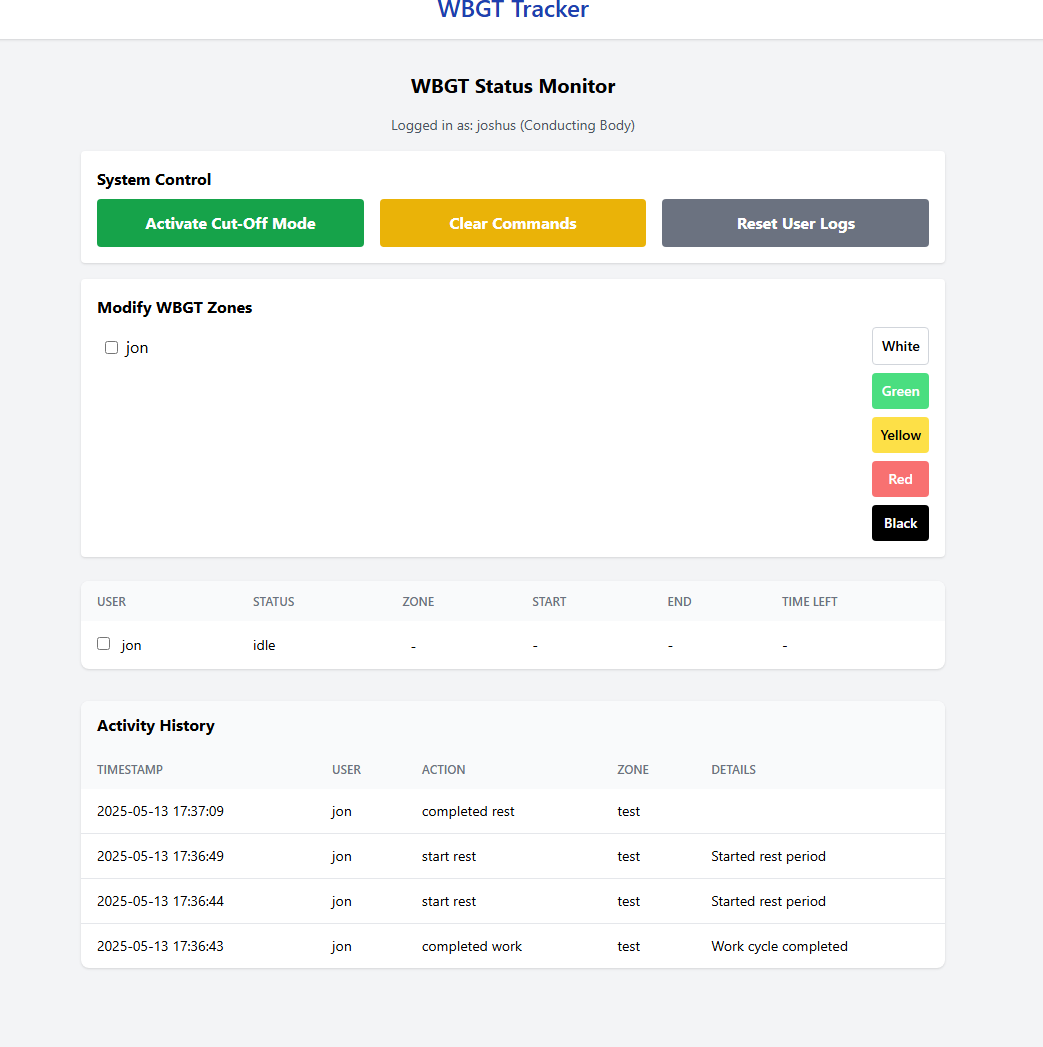 WBGT Tracker
WBGT Status Monitor
Logged in as: joshus (Conducting Body)
System Control
Activate Cut-Off Mode Clear Commands Reset User Logs
Modify WBGT Zones
jon
White
Green
Yellow
Red
Black
USER STATUS ZONE START END TIME LEFT
jon idle - - - -
Activity History
TIMESTAMP USER ACTION ZONE DETAILS
2025-05-13 17:37:09 jon completed rest test
2025-05-13 17:36:49 jon start rest test Started rest period
2025-05-13 17:36:44 jon start rest test Started rest period
2025-05-13 17:36:43 jon completed work test Work cycle completed